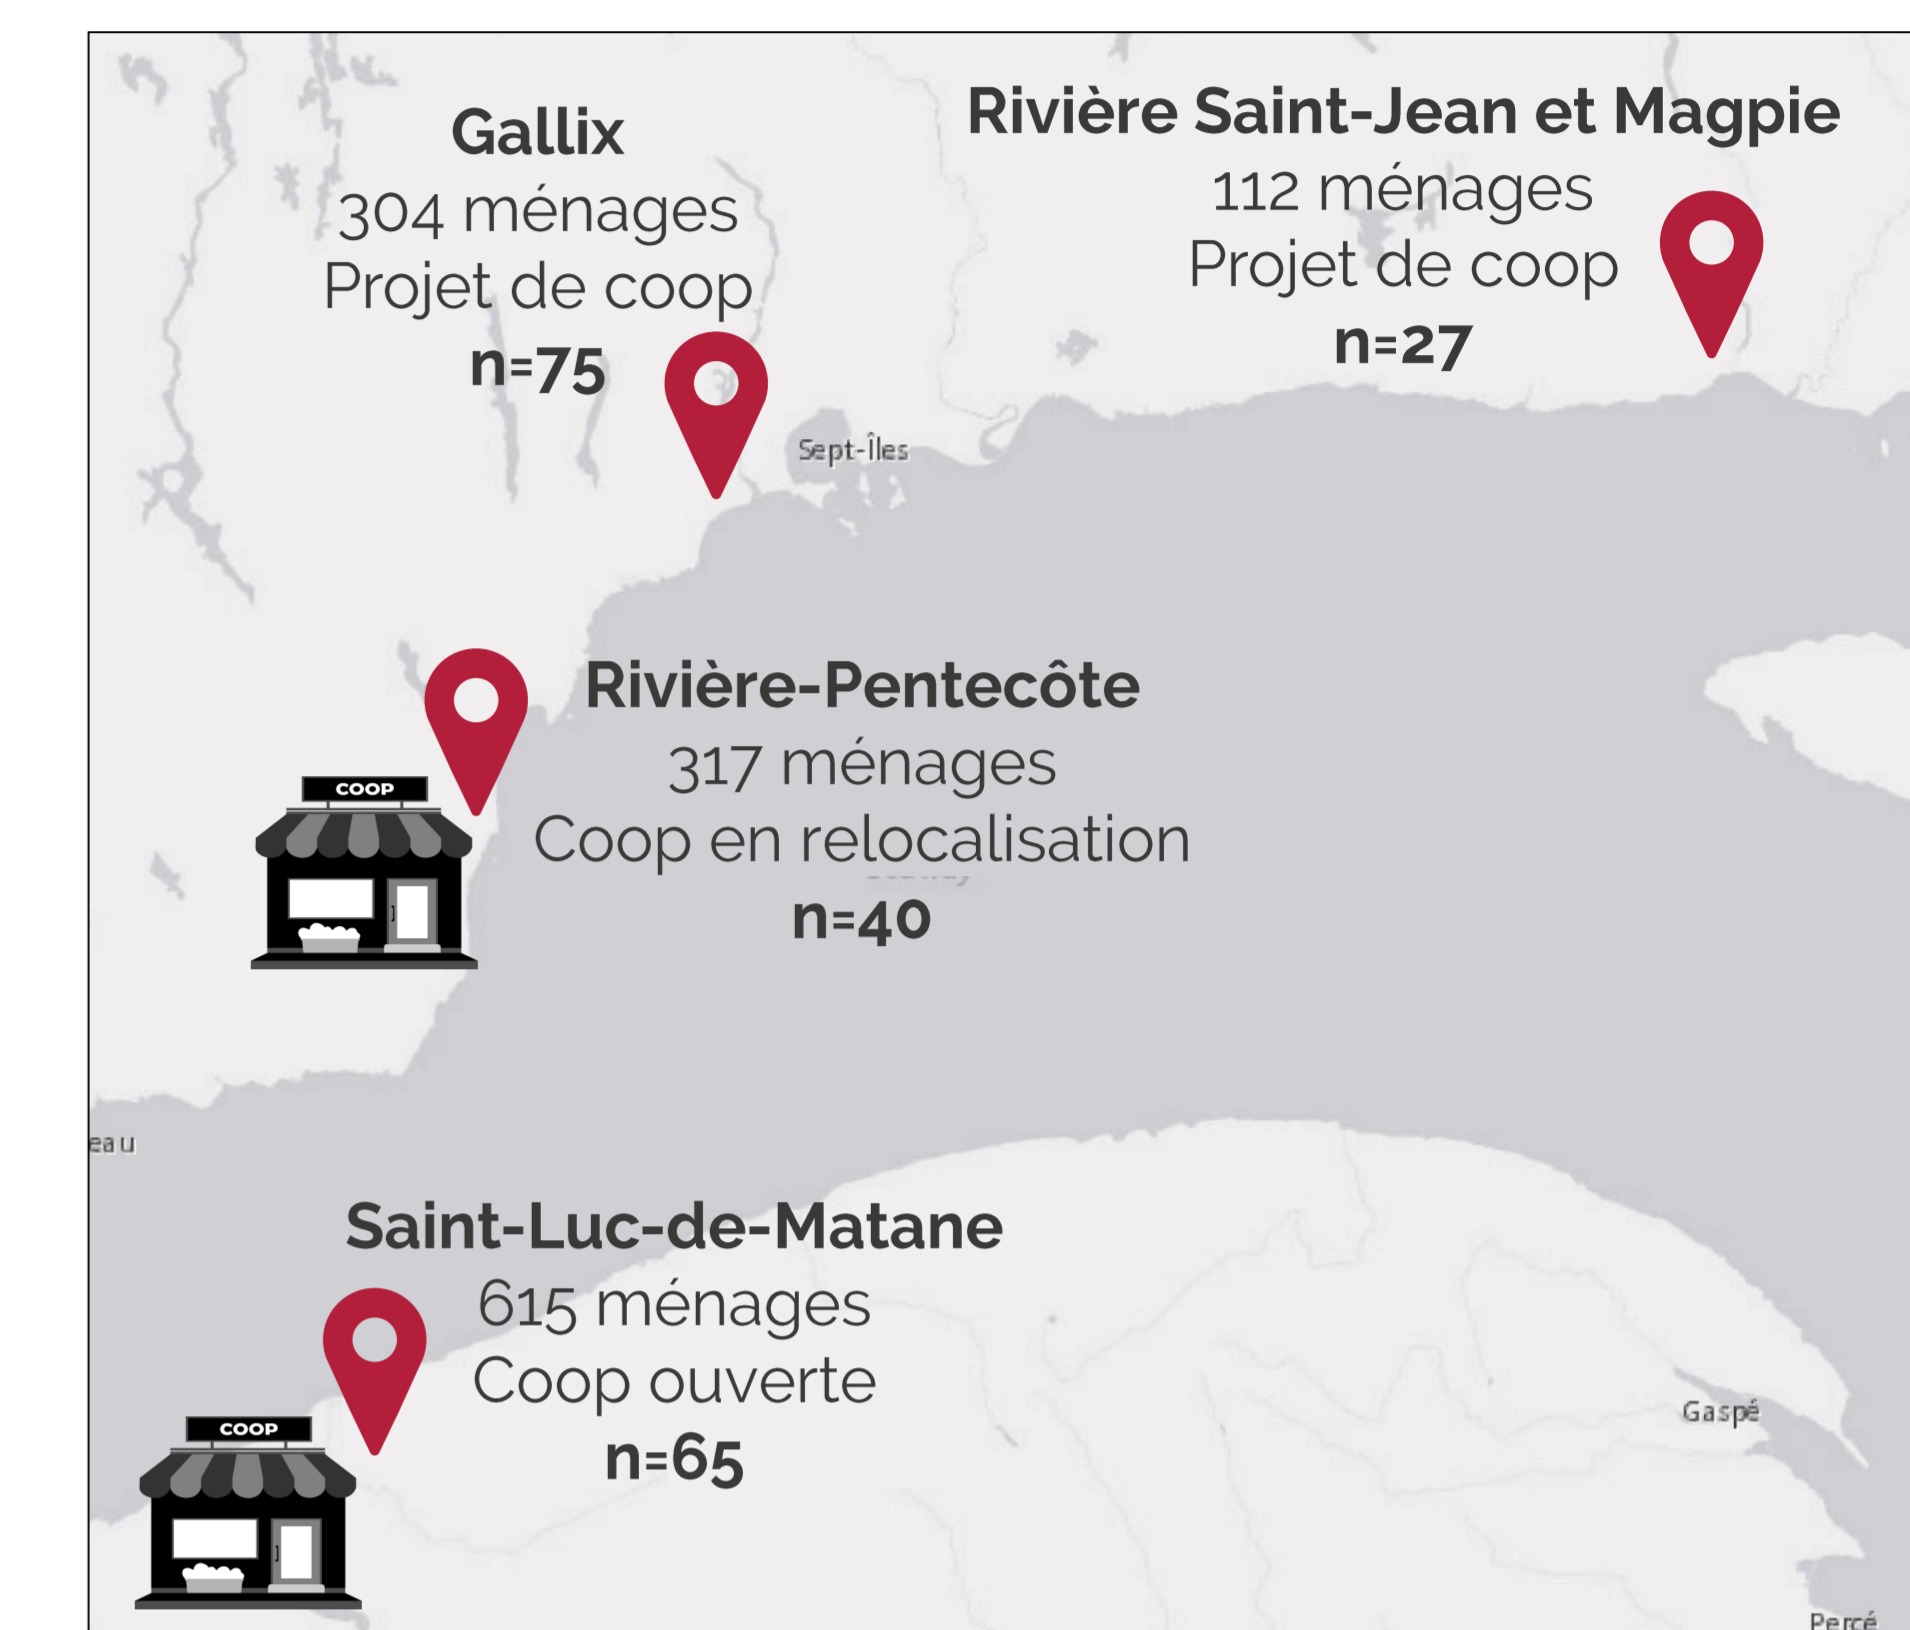 Gallix
304 ménages
Projet de coop
n=75
Rivière Saint-Jean et Magpie
112 ménages
Projet de coop
n=27
Sept-Îles
Rivière-Pentecôte
317 ménages
Coop en relocalisation
n=40
COOP
eau
Saint-Luc-de-Matane
615 ménages
Coop ouverte
n=65
COOP
Gaspé
Percé